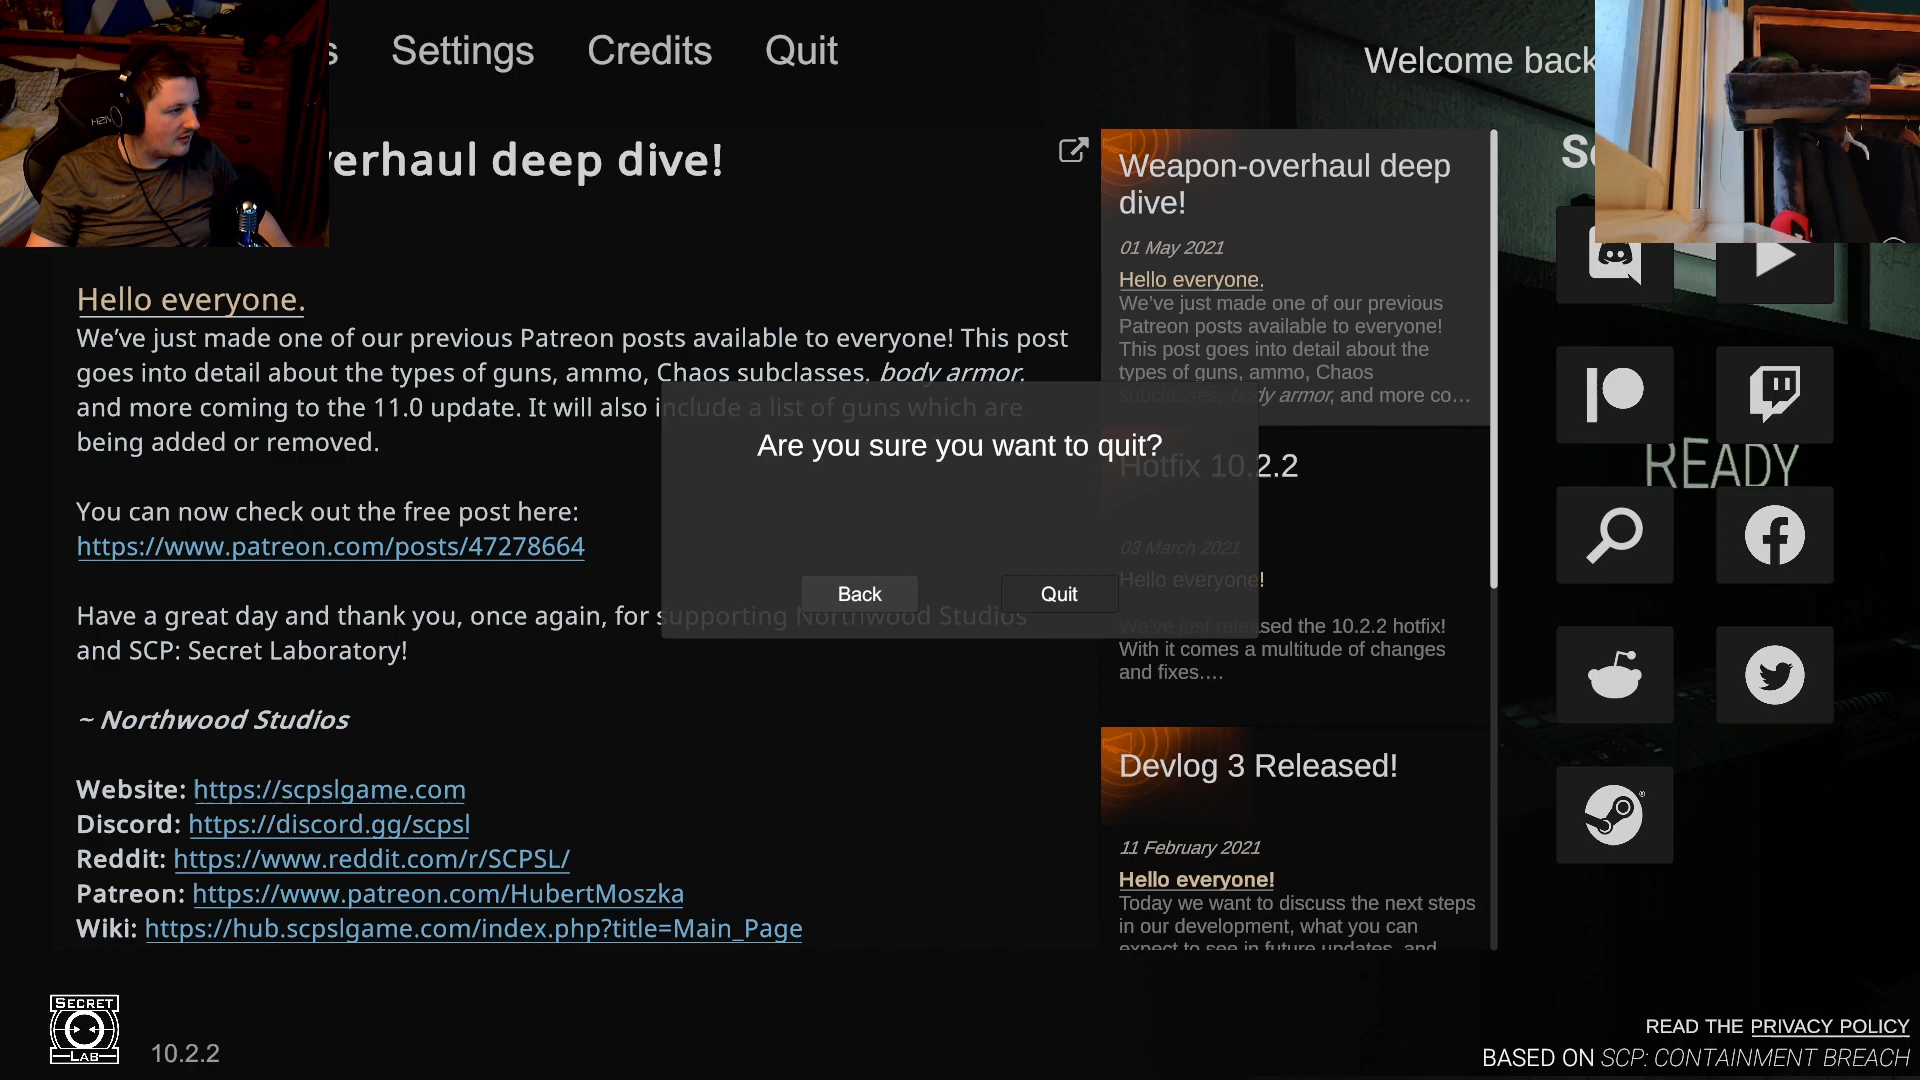 s Settings Credits Quit
Welcome back
verhaul deep dive!
Hello everyone.
We've just made one of our previous Patreon posts available to everyone! This post
goes into detail about the types of guns, ammo, Chaos subclasses, body armor,
and more coming to the 11.0 update. It will also include a list of guns which are
being added or removed.
You can now check out the free post here:
https://www.patreon.com/posts/47278664
Have a great day and thank you, once again, for supporting Northwood Studios
and SCP: Secret Laboratory!
~ Northwood Studios
Website: https://scpslgame.com
Discord: https://discord.gg/scpsl
Reddit: https://www.reddit.com/r/SCPSL/
Patreon: https://www.patreon.com/HubertMoszka
Wiki: https://hub.scpslgame.com/index.php?title=Main_Page
Are you sure you want to quit?
Back Quit
Weapon-overhaul deep
dive!
01 May 2021
Hello everyone.
We've just made one of our previous
Patreon posts available to everyone!
This post goes into detail about the
types of guns, ammo, Chaos
subclasses, body armor, and more co...
Hotfix 10.2.2
03 March 2021
Hello everyone!
We've just released the 10.2.2 hotfix!
With it comes a multitude of changes
and fixes....
Devlog 3 Released!
11 February 2021
Hello everyone!
Today we want to discuss the next steps
in our development, what you can
expect to see in future updates, and
So
READY
SECRET
LAB
10.2.2
READ THE PRIVACY POLICY
BASED ON SCP: CONTAINMENT BREACH